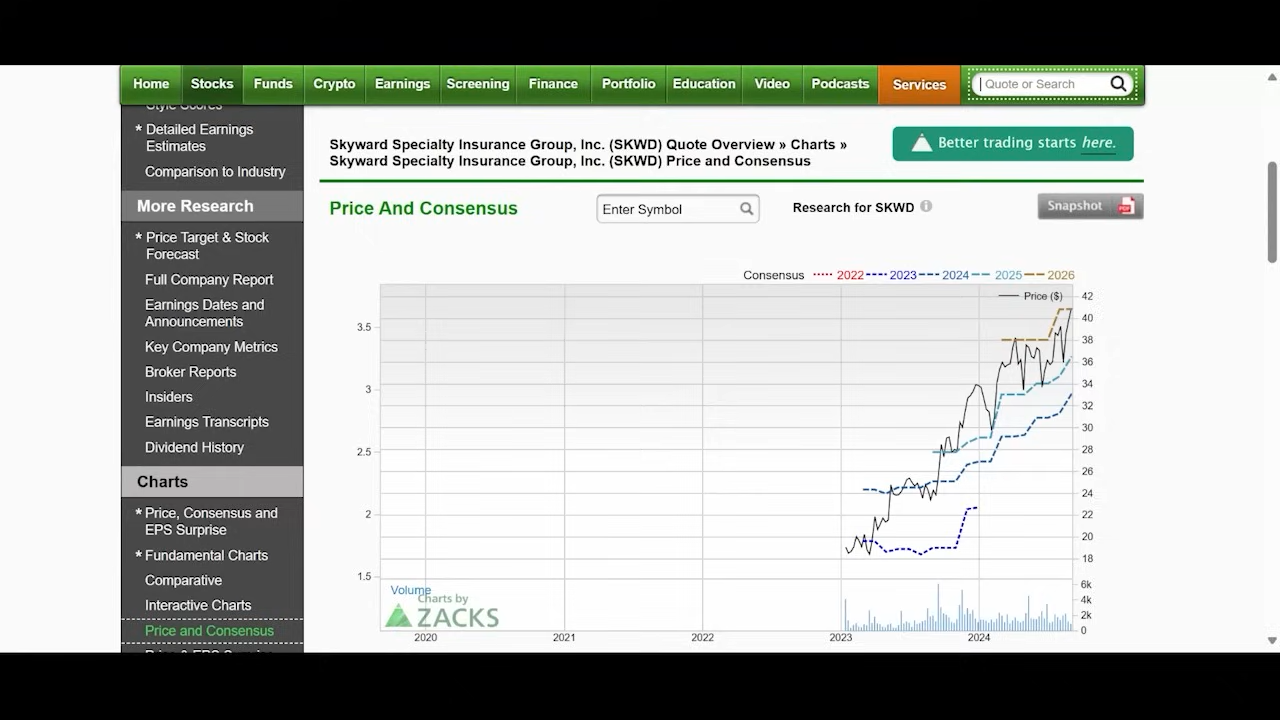 Home Stocks Funds Crypto Earnings Screening Finance Portfolio Education Video Podcasts Services Quote or Search
Style Scores
* Detailed Earnings
Estimates
Comparison to Industry
More Research
* Price Target & Stock
Forecast
Full Company Report
Earnings Dates and
Announcements
Key Company Metrics
Broker Reports
Insiders
Earnings Transcripts
Dividend History
Charts
* Price, Consensus and
EPS Surprise
* Fundamental Charts
Comparative
Interactive Charts
Price and Consensus
Skyward Specialty Insurance Group, Inc. (SKWD) Quote Overview » Charts »
Skyward Specialty Insurance Group, Inc. (SKWD) Price and Consensus
Better trading starts here.
Price And Consensus
Enter Symbol
Research for SKWD
Snapshot
Consensus 2022 2023 2024 2025 2026
Price ($)
3.5
3
2.5
2
1.5
42
40
38
36
34
32
30
28
26
24
22
20
18
6k
4k
2k
0
Volume
Charts by
ZACKS
2020 2021 2022 2023 2024